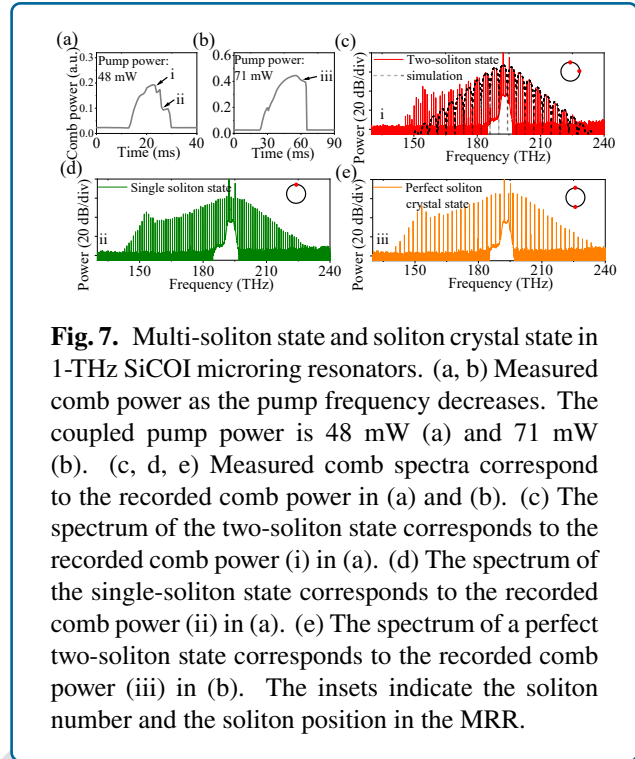 (a)
Comb power (a.u.)
0.3
0.2
0.1
0
Pump power:
48 mW
i
ii
0
20
40
Time (ms)
(b)
0.6
0.4
0.2
0
Pump power:
71 mW
iii
0
30
60
90
Time (ms)
(c)
Power (20 dB/div)
Two-soliton state
simulation
i
150
180
210
240
Frequency (THz)
(d)
Power (20 dB/div)
Single soliton state
ii
150
180
210
240
Frequency (THz)
(e)
Power (20 dB/div)
Perfect soliton
crystal state
iii
150
180
210
240
Frequency (THz)
Fig. 7. Multi-soliton state and soliton crystal state in
1-THz SiCOI microring resonators. (a, b) Measured
comb power as the pump frequency decreases. The
coupled pump power is 48 mW (a) and 71 mW
(b). (c, d, e) Measured comb spectra correspond
to the recorded comb power in (a) and (b). (c) The
spectrum of the two-soliton state corresponds to the
recorded comb power (i) in (a). (d) The spectrum of
the single-soliton state corresponds to the recorded
comb power (ii) in (a). (e) The spectrum of a perfect
two-soliton state corresponds to the recorded comb
power (iii) in (b). The insets indicate the soliton
number and the soliton position in the MRR.